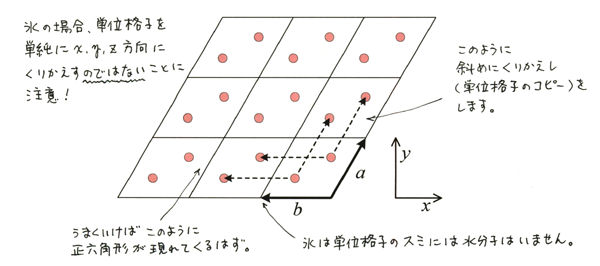 氷の場合、単位格子を
単純に x, y, z 方向に
くりかえすのではないことに
注意!
このように
斜めにくりかえし
(単位格子のコピー)を
します。
y
a
b
x
うまくいけば このように
正六角形が現れてくるはず。
氷は単位格子のスミには水分子はいません。